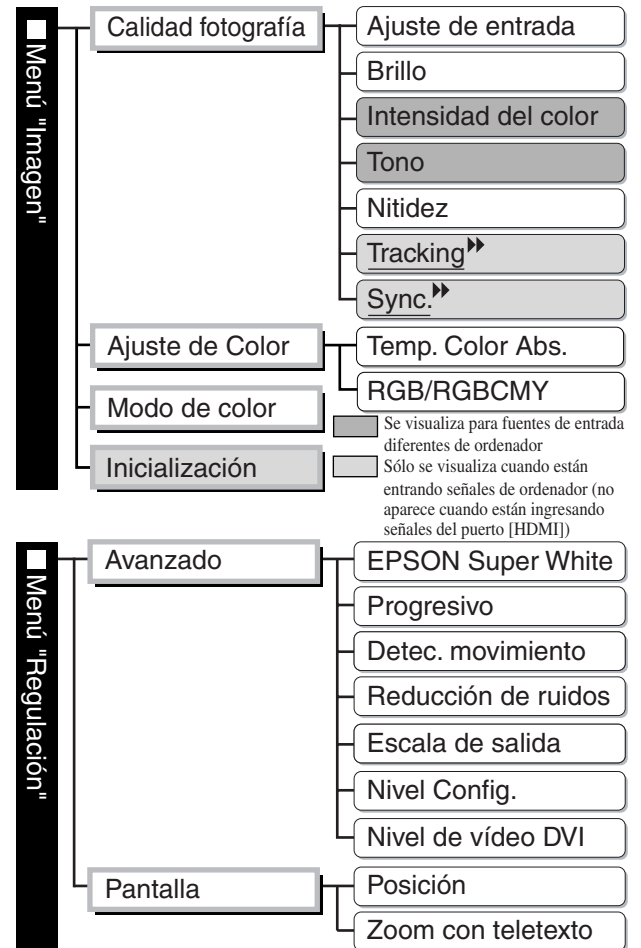 Menú "Imagen"
Calidad fotografía
Ajuste de entrada
Brillo
Intensidad del color
Tono
Nitidez
Tracking
Sync.
Ajuste de Color
Temp. Color Abs.
RGB/RGBCMY
Modo de color
Inicialización
Se visualiza para fuentes de entrada
diferentes de ordenador
Sólo se visualiza cuando están
entrando señales de ordenador (no
aparece cuando están ingresando
señales del puerto [HDMI])
Menú "Regulación"
Avanzado
EPSON Super White
Progresivo
Detec. movimiento
Reducción de ruidos
Escala de salida
Nivel Config.
Nivel de vídeo DVI
Pantalla
Posición
Zoom con teletexto